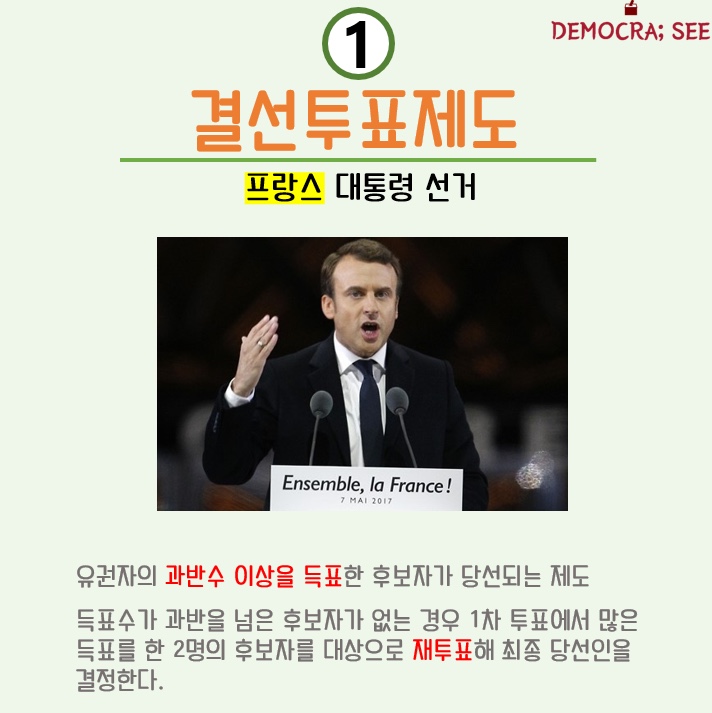 DEMOCRA; SEE
1
결선투표제도
프랑스 대통령 선거
Ensemble, la France!
7 MAI 2017
유권자의 과반수 이상을 득표한 후보자가 당선되는 제도
득표수가 과반을 넘은 후보자가 없는 경우 1차 투표에서 많은
득표를 한 2명의 후보자를 대상으로 재투표해 최종 당선인을
결정한다.